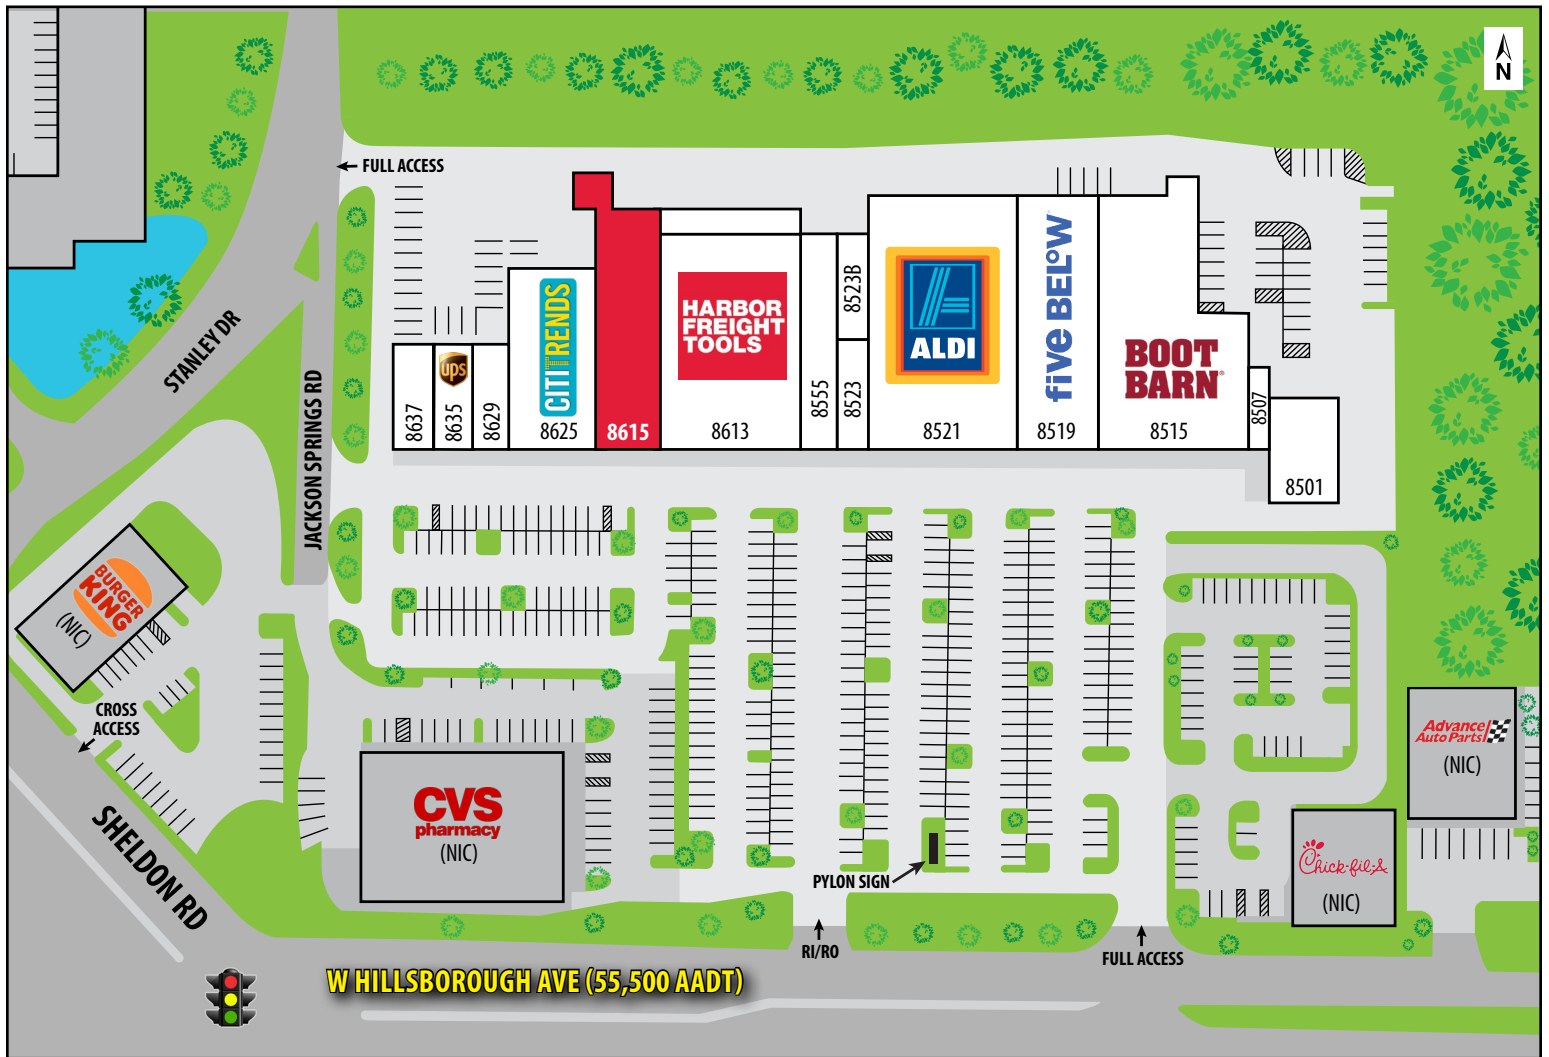 N
FULL ACCESS
STANLEY DR
JACKSON SPRINGS RD
8637
ups
8635
8629
CITITRENDS
8625
8615
HARBOR
FREIGHT
TOOLS
8613
8555
8523B
8523
ALDI
8521
five BELOW
8519
BOOT
BARN
8515
8507
8501
BURGER
KING
(NIC)
CROSS
ACCESS
SHELDON RD
CVS
pharmacy
(NIC)
PYLON SIGN
RI/RO
FULL ACCESS
Advance
Auto Parts
(NIC)
Chick-fil-A
(NIC)
W HILLSBOROUGH AVE (55,500 AADT)